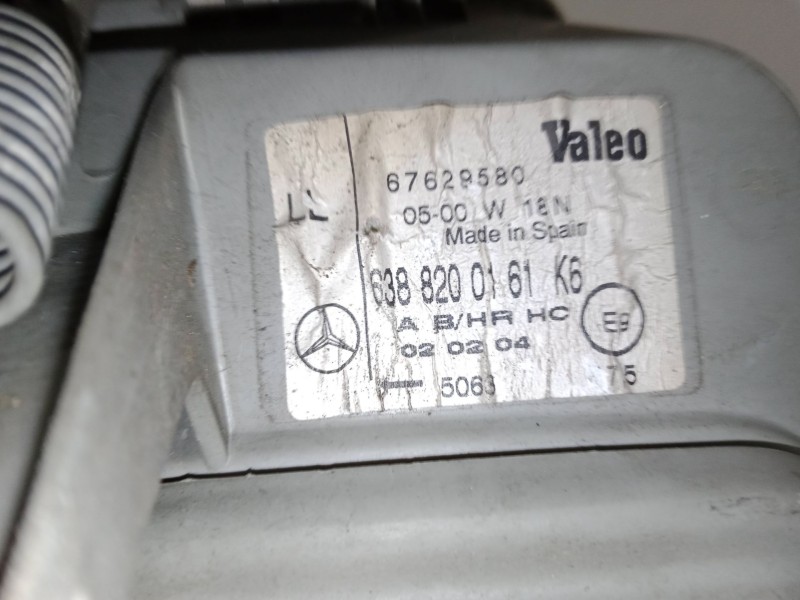 Valeo
67629580
05-00 W 18N
Made in Spain
638 820 01 61 K6
A B/HR HC
E9
02 02 04
5063
75